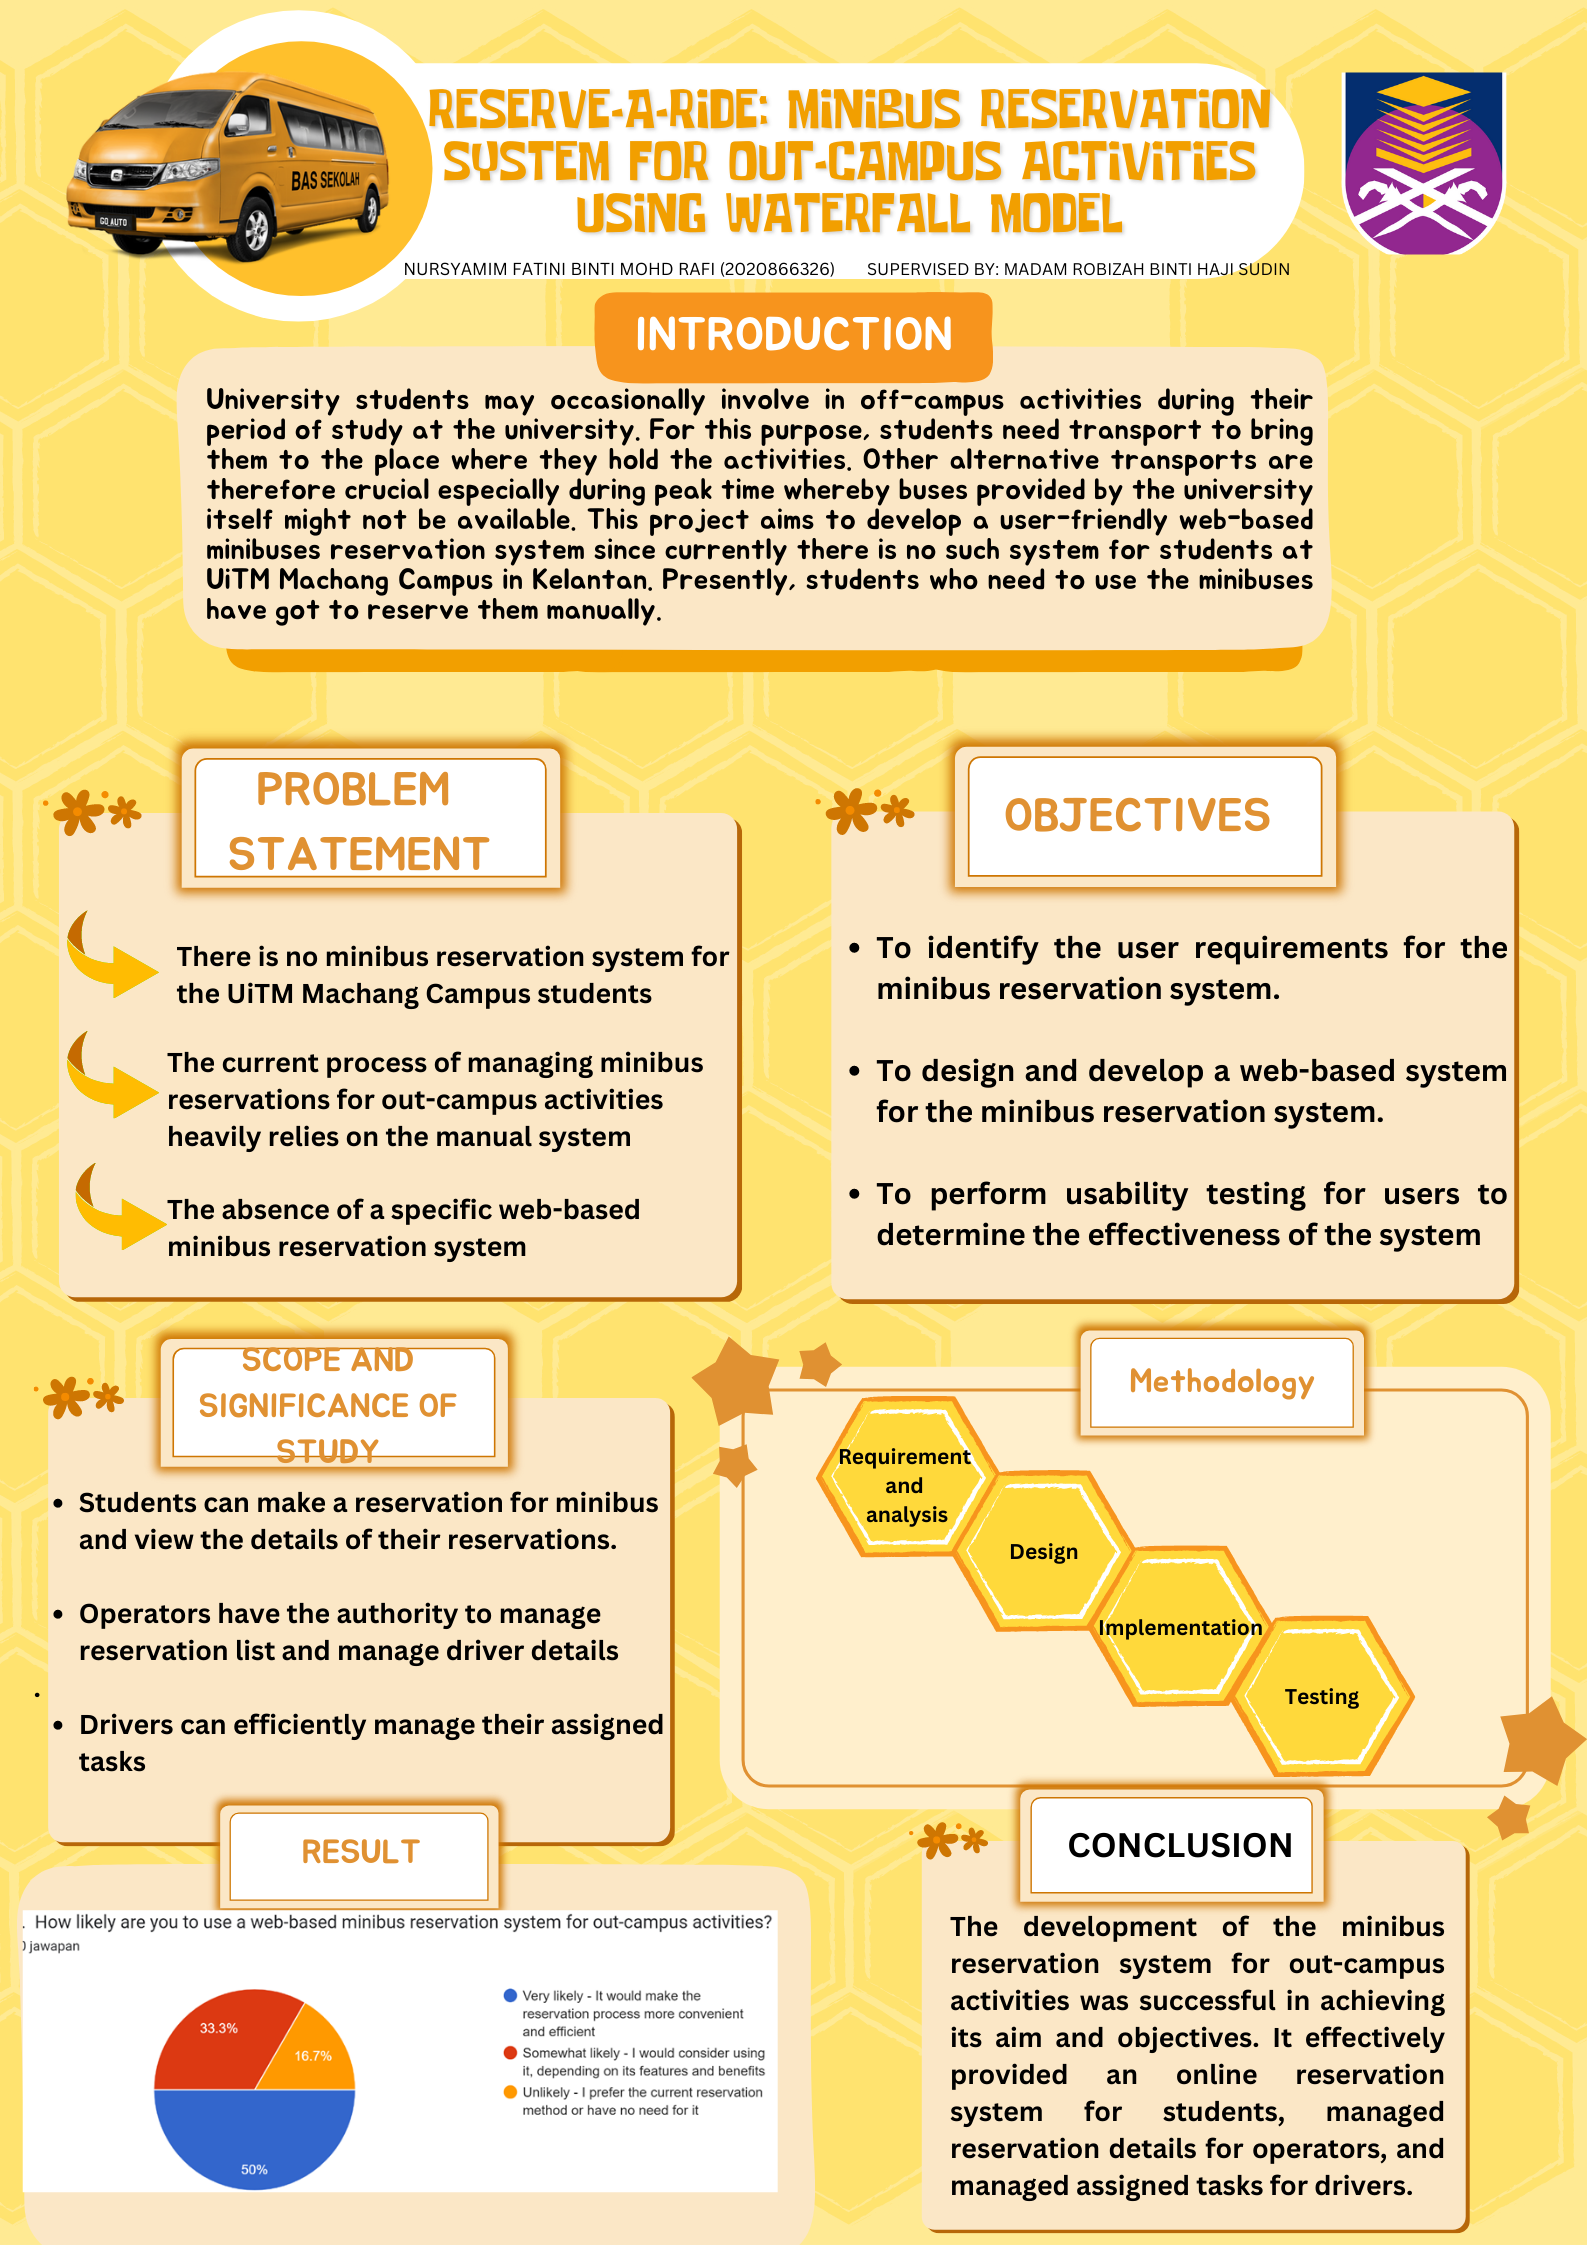 RESERVE-A-RiDE: MiNiBUS RESERVATiON
SYSTEM FOR OUT-CAMPUS ACTiViTiES
USiNG WATERFALL MODEL
BAS SEKOLAH
GO AUTO
NURSYAMIM FATINI BINTI MOHD RAFI (2020866326) SUPERVISED BY: MADAM ROBIZAH BINTI HAJI SUDIN
INTRODUCTION
University students may occasionally involve in off-campus activities during their
period of study at the university. For this purpose, students need transport to bring
them to the place where they hold the activities. Other alternative transports are
therefore crucial especially during peak time whereby buses provided by the university
itself might not be available. This project aims to develop a user-friendly web-based
minibuses reservation system since currently there is no such system for students at
UiTM Machang Campus in Kelantan. Presently, students who need to use the minibuses
have got to reserve them manually.
PROBLEM
STATEMENT
There is no minibus reservation system for
the UiTM Machang Campus students
The current process of managing minibus
reservations for out-campus activities
heavily relies on the manual system
The absence of a specific web-based
minibus reservation system
OBJECTIVES
• To identify the user requirements for the
minibus reservation system.
• To design and develop a web-based system
for the minibus reservation system.
• To perform usability testing for users to
determine the effectiveness of the system
SCOPE AND
SIGNIFICANCE OF
STUDY
• Students can make a reservation for minibus
and view the details of their reservations.
• Operators have the authority to manage
reservation list and manage driver details
.
• Drivers can efficiently manage their assigned
tasks
Methodology
Requirement
and
analysis
Design
Implementation
Testing
RESULT
. How likely are you to use a web-based minibus reservation system for out-campus activities?
jawapan
33.3%
16.7%
50%
Very likely - It would make the
reservation process more convenient
and efficient
Somewhat likely - I would consider using
it, depending on its features and benefits
Unlikely - I prefer the current reservation
method or have no need for it
CONCLUSION
The development of the minibus
reservation system for out-campus
activities was successful in achieving
its aim and objectives. It effectively
provided an online reservation
system for students, managed
reservation details for operators, and
managed assigned tasks for drivers.